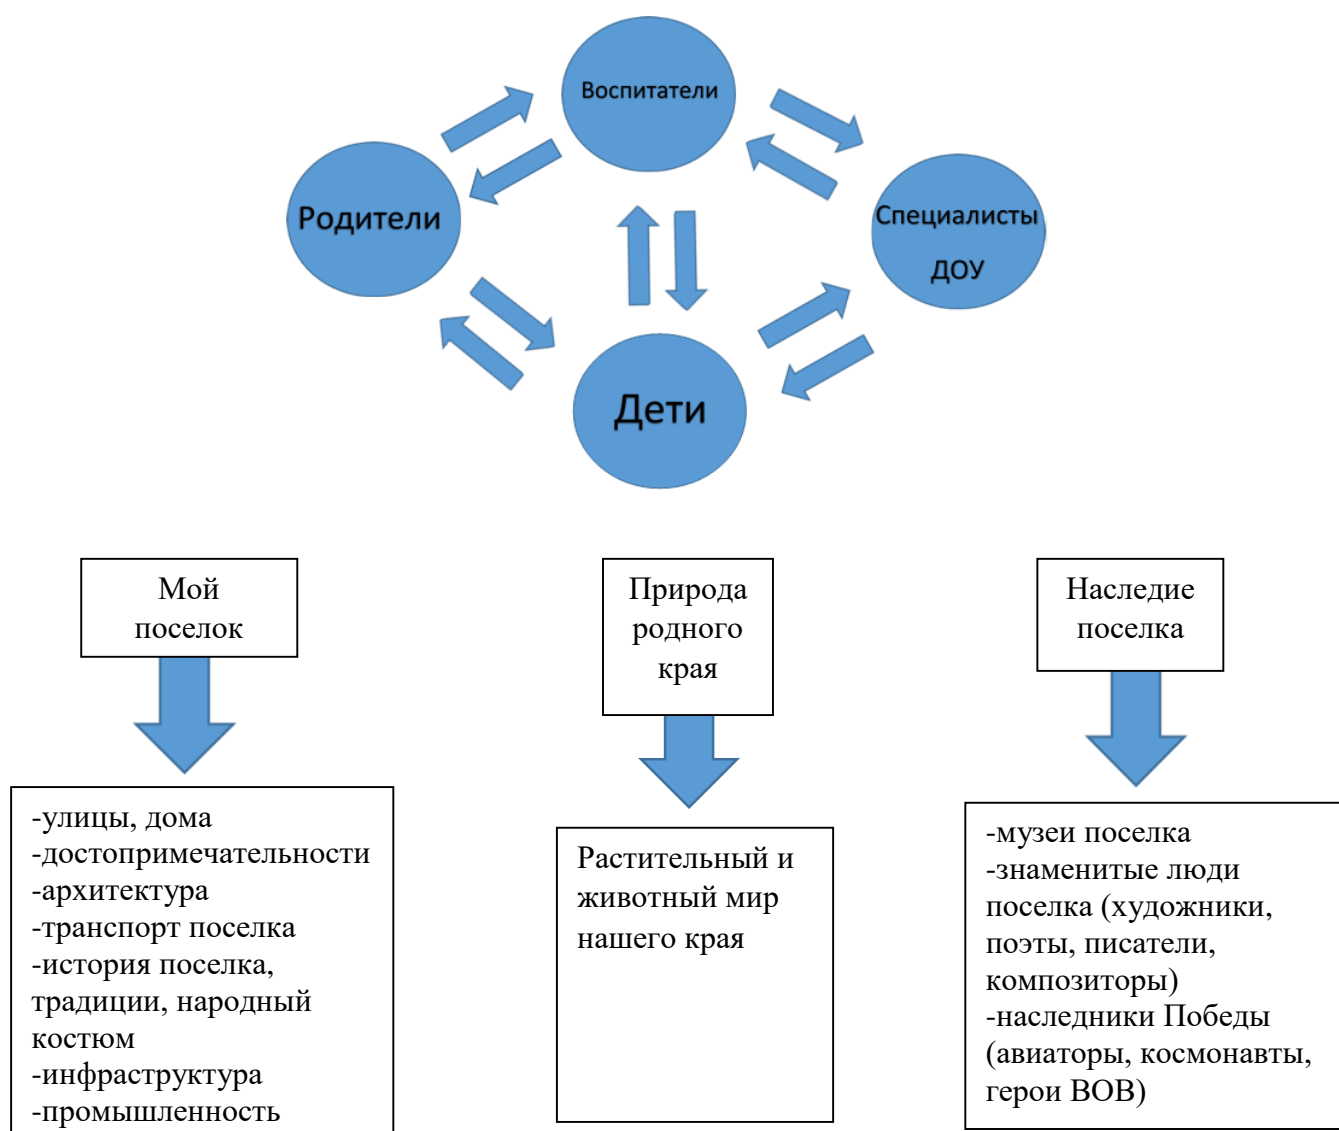 Воспитатели
Родители
Специалисты
ДОУ
Дети
Мой
поселок
Природа
родного
края
Наследие
поселка
-улицы, дома
-достопримечательности
-архитектура
-транспорт поселка
-история поселка,
традиции, народный
костюм
-инфраструктура
-промышленность
Растительный и
животный мир
нашего края
-музеи поселка
-знаменитые люди
поселка (художники,
поэты, писатели,
композиторы)
-наследники Победы
(авиаторы, космонавты,
герои ВОВ)